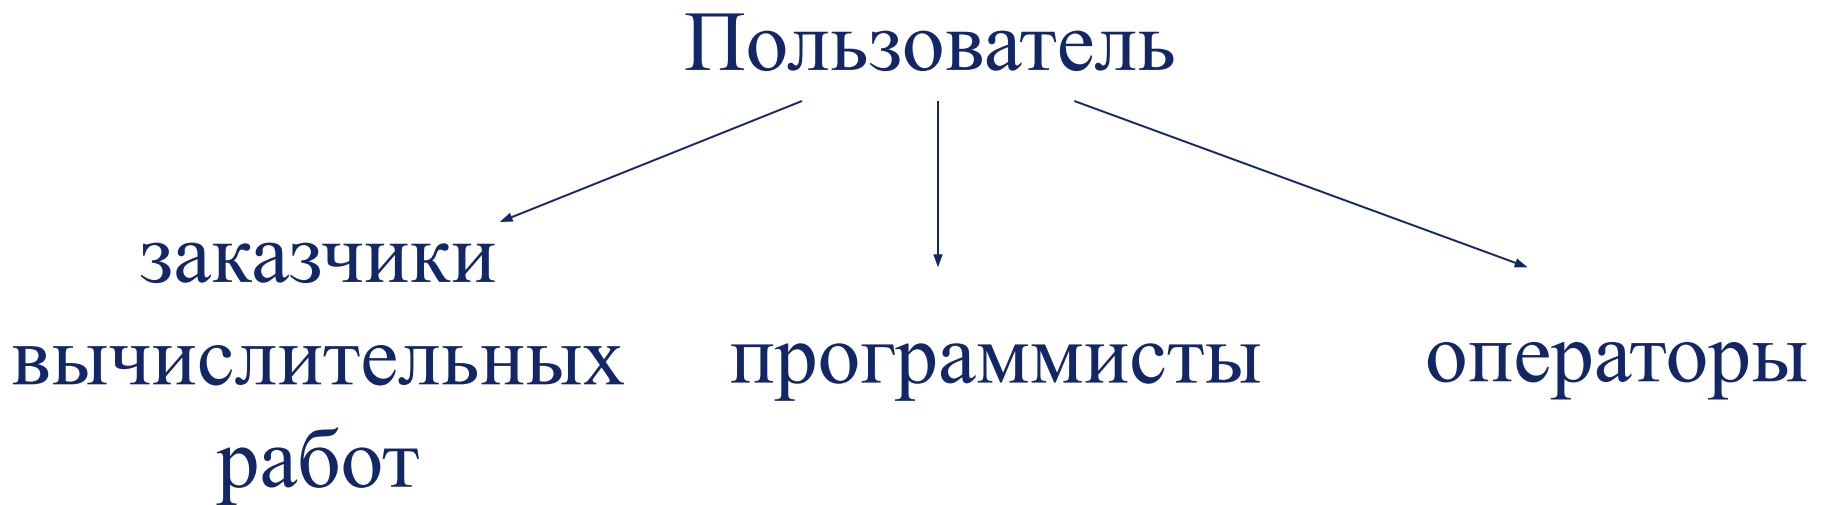 Пользователь
заказчики
вычислительных
работ
программисты
операторы